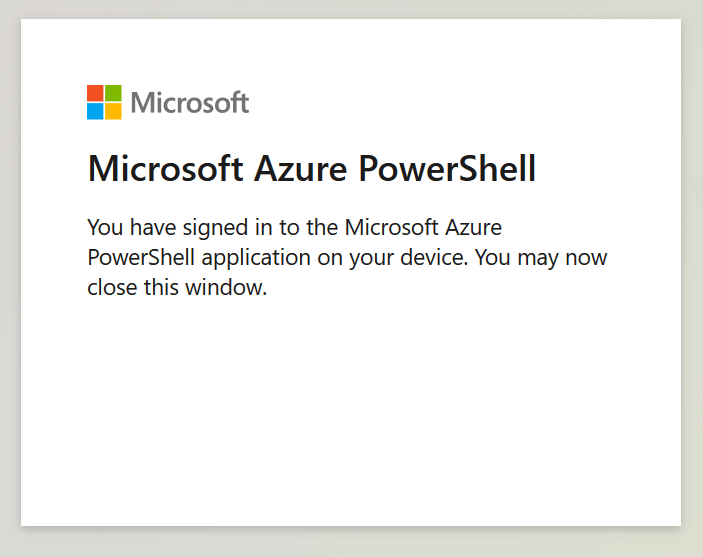 Microsoft
Microsoft Azure PowerShell
You have signed in to the Microsoft Azure
PowerShell application on your device. You may now
close this window.